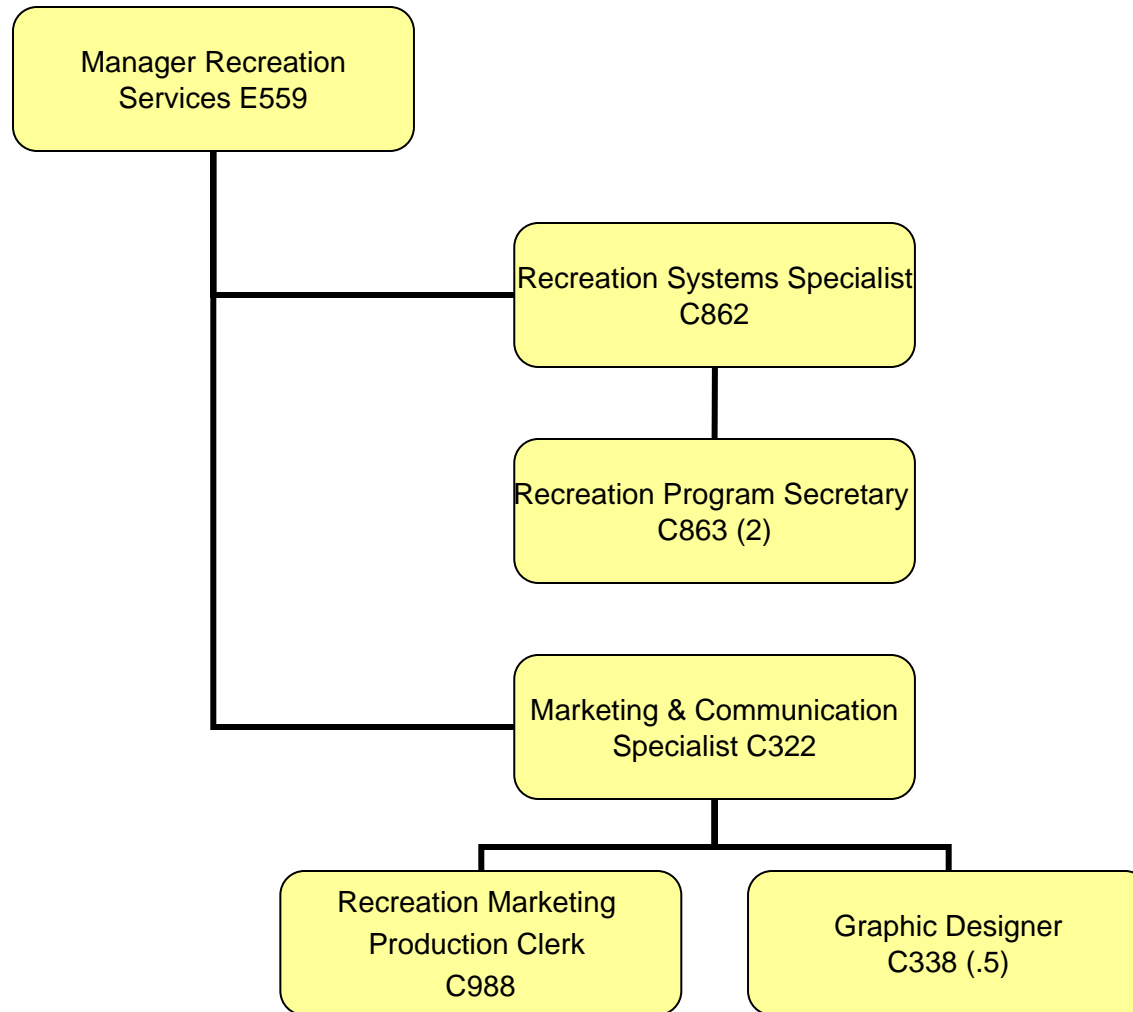 Manager Recreation
Services E559
Recreation Systems Specialist
C862
Recreation Program Secretary
C863 (2)
Marketing & Communication
Specialist C322
Recreation Marketing
Production Clerk
C988
Graphic Designer
C338 (.5)